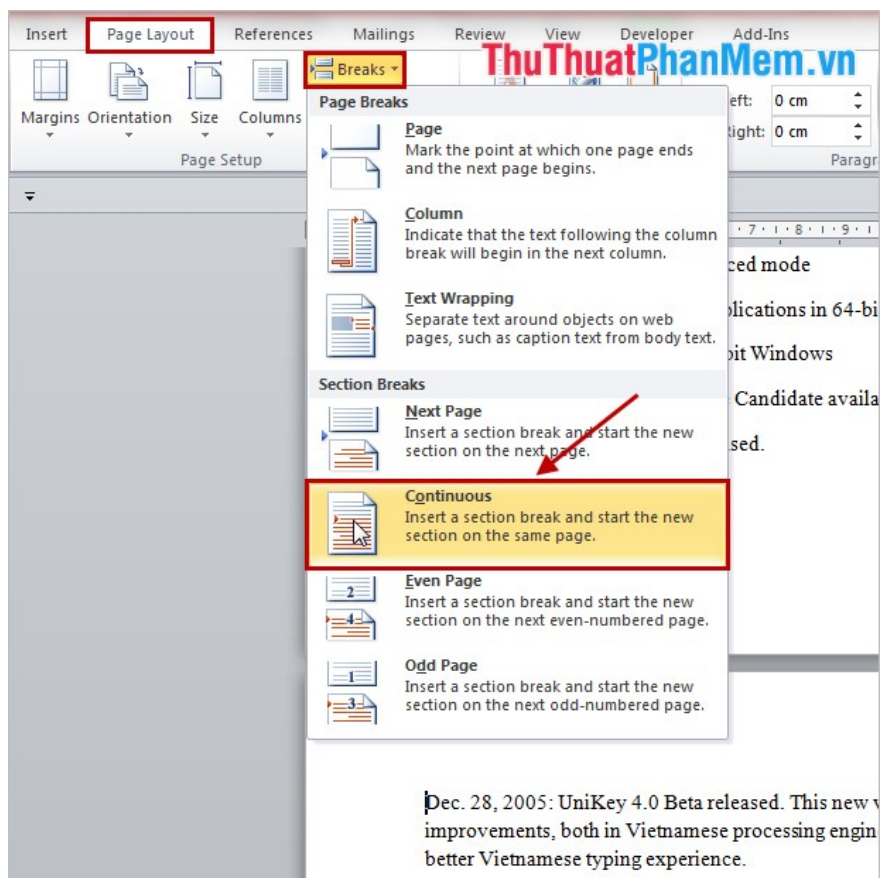 Insert Page Layout References Mailings Review View Developer Add-Ins
ThuThuatPhanMem.vn
Breaks
Margins Orientation Size Columns
Page Setup
eft: 0 cm
Right: 0 cm
Paragr
Page Breaks
Page
Mark the point at which one page ends
and the next page begins.
Column
Indicate that the text following the column
break will begin in the next column.
Text Wrapping
Separate text around objects on web
pages, such as caption text from body text.
Section Breaks
Next Page
Insert a section break and start the new
section on the next page.
Continuous
Insert a section break and start the new
section on the same page.
Even Page
2
Insert a section break and start the new
section on the next even-numbered page.
4
Odd Page
1
Insert a section break and start the new
section on the next odd-numbered page.
3
7 8 9
ced mode
plications in 64-bi
bit Windows
Candidate availa
sed.
Dec. 28, 2005: UniKey 4.0 Beta released. This new v
improvements, both in Vietnamese processing engin
better Vietnamese typing experience.